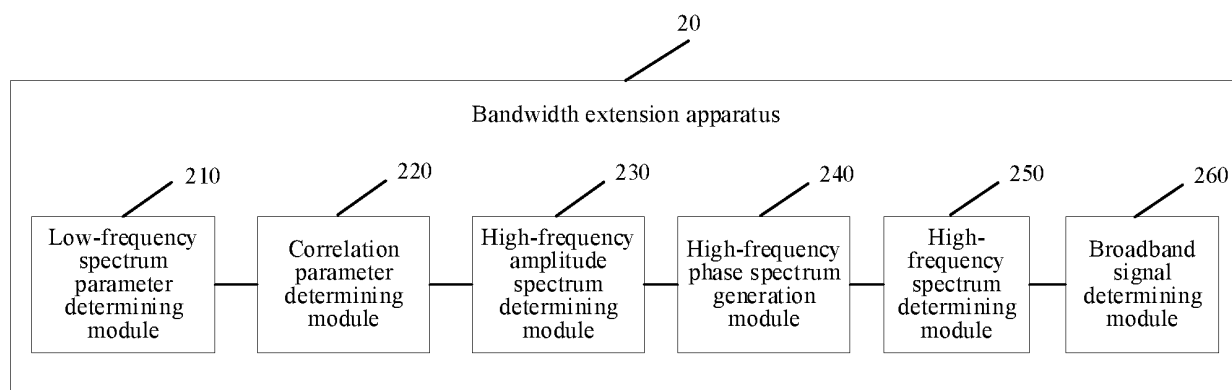 20
Bandwidth extension apparatus
210
220
230
240
250
260
Low-frequency
spectrum
parameter
determining
module
Correlation
parameter
determining
module
High-frequency
amplitude
spectrum
determining
module
High-frequency
phase spectrum
generation
module
High-
frequency
spectrum
determining
module
Broadband
signal
determining
module